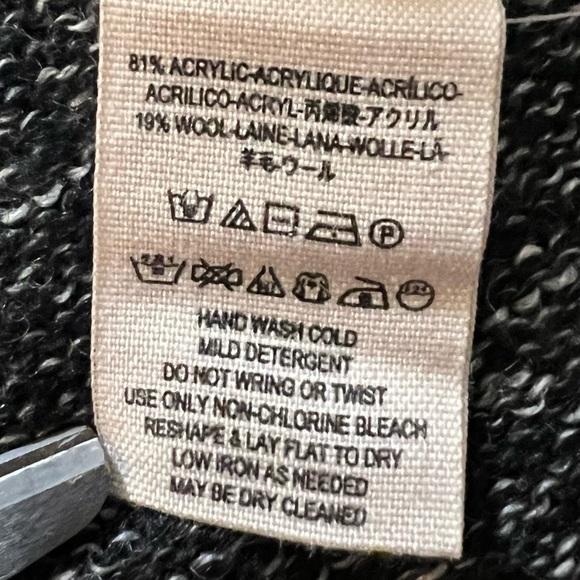 81% ACRYLIC-ACRYLIQUE-ACRÍLICO-
ACRILICO-ACRYL-丙烯酸-アクリル
19% WOOL-LAINE-LANA-WOLLE-LÃ-
羊毛-ウール
P
HAND WASH COLD
MILD DETERGENT
DO NOT WRING OR TWIST
USE ONLY NON-CHLORINE BLEACH
RESHAPE & LAY FLAT TO DRY
LOW IRON AS NEEDED
MAY BE DRY CLEANED